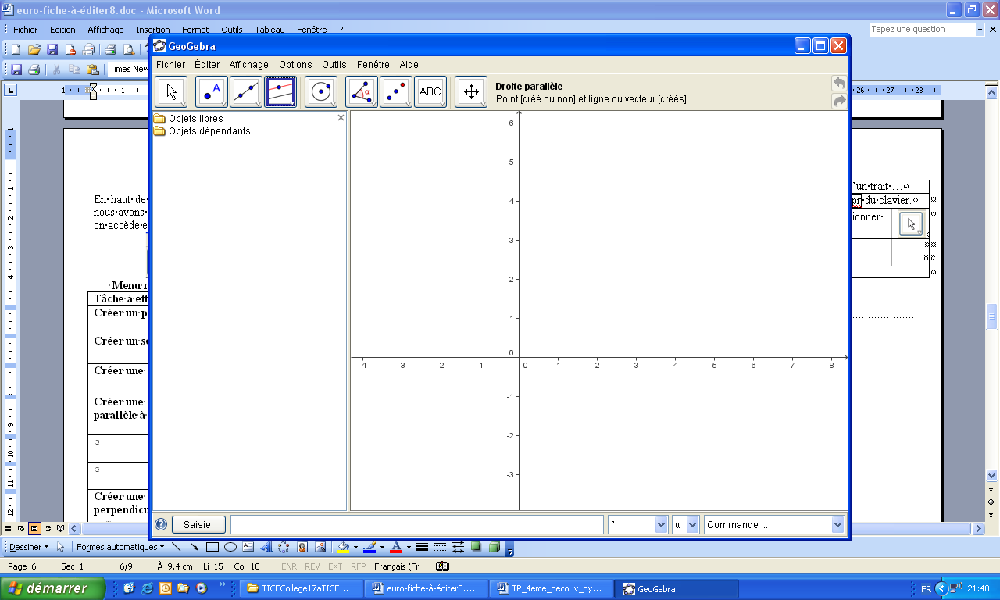 euro-fiche-à-éditer8.doc - Microsoft Word
Fichier Edition Affichage Insertion Format Outils Tableau Fenêtre ?
Tapez une question
Times New
GeoGebra
Fichier Éditer Affichage Options Outils Fenêtre Aide
A α ABC
Droite parallèle
Point [créé ou non] et ligne ou vecteur [créés]
Objets libres
Objets dépendants
6
5
4
3
2
1
0
-4 -3 -2 -1 0 1 2 3 4 5 6 7 8
-1
-2
-3
Saisie: ° α Commande ...
En haut de
nous avons
on accède e
Menu
Tâche à eff
Créer un p
Créer un se
Créer une
Créer une
parallèle à
Créer une
perpendicu
'un trait …
pr du clavier.
ionner
26 27 28
Dessiner Formes automatiques
Page 6 Sec 1 6/9 À 9,4 cm Li 15 Col 10 ENR REV EXT RFP Français (Fr
démarrer
TICECollege17aTICE...
euro-fiche-à-éditer8....
TP_4eme_decouv_py...
GeoGebra
FR 21:48